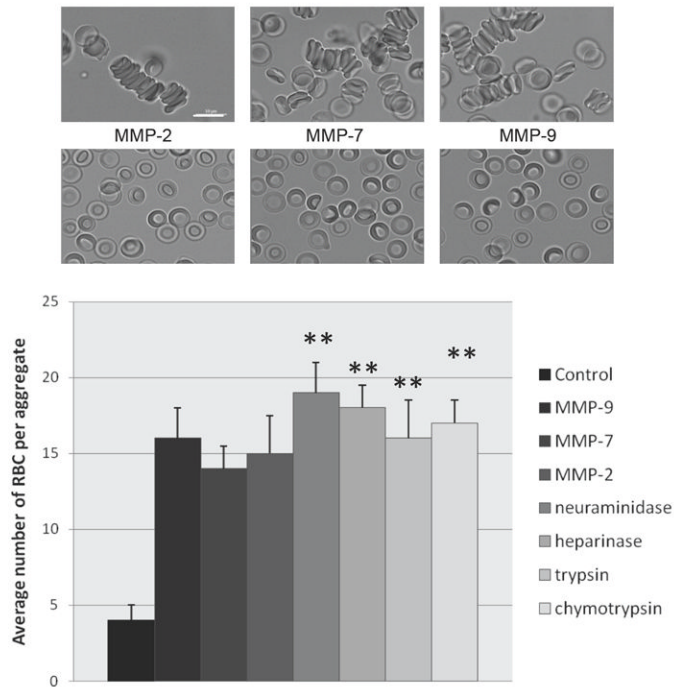 MMP-2 MMP-7 MMP-9
25
20
15
10
5
0
Average number of RBC per aggregate
**
**
**
**
Control
MMP-9
MMP-7
MMP-2
neuraminidase
heparinase
trypsin
chymotrypsin